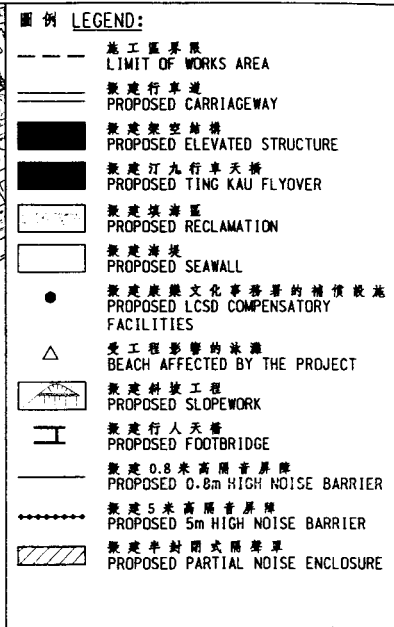 圖例 LEGEND:
施工區界限
LIMIT OF WORKS AREA
擬建行車道
PROPOSED CARRIAGEWAY
擬建架空結構
PROPOSED ELEVATED STRUCTURE
擬建汀九行車天橋
PROPOSED TING KAU FLYOVER
擬建填海區
PROPOSED RECLAMATION
擬建海堤
PROPOSED SEAWALL
擬建康樂文化事務署的補償設施
PROPOSED LCSD COMPENSATORY
FACILITIES
受工程影響的泳灘
BEACH AFFECTED BY THE PROJECT
擬建斜坡工程
PROPOSED SLOPEWORK
擬建行人天橋
PROPOSED FOOTBRIDGE
擬建0.8米高隔音屏障
PROPOSED 0.8m HIGH NOISE BARRIER
擬建5米高隔音屏障
PROPOSED 5m HIGH NOISE BARRIER
擬建半封閉式隔聲罩
PROPOSED PARTIAL NOISE ENCLOSURE